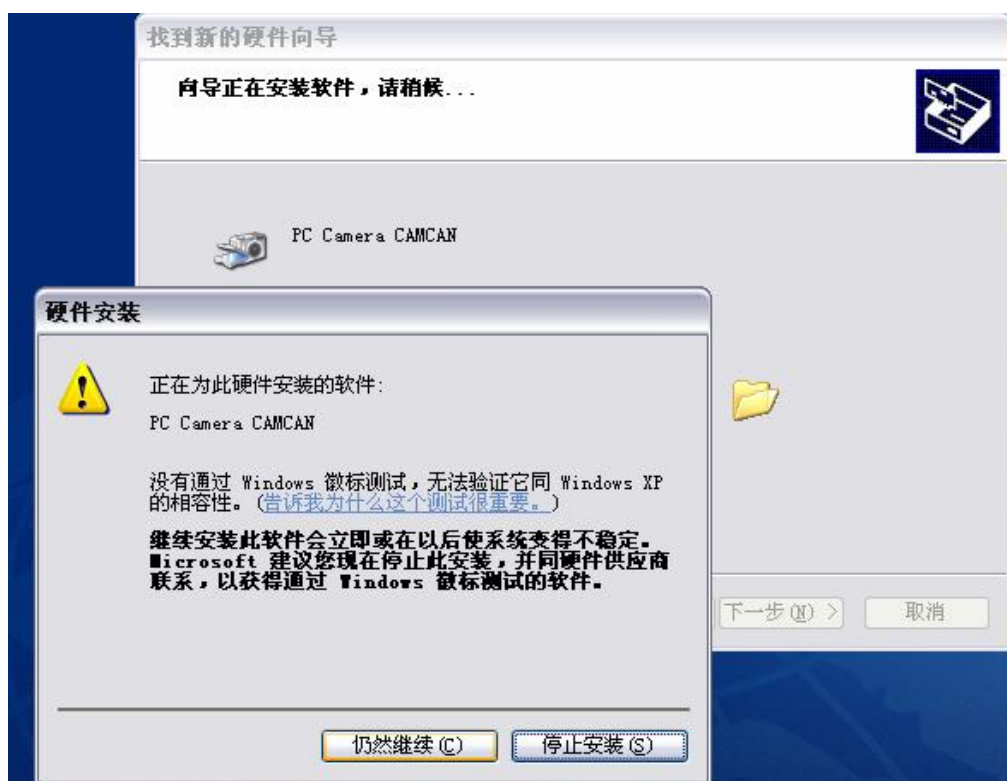 找到新的硬件向导
向导正在安装软件，请稍候...
PC Camera CAMCAN
硬件安装
正在为此硬件安装的软件:
PC Camera CAMCAN
没有通过 Windows 徽标测试，无法验证它同 Windows XP
的相容性。(告诉我为什么这个测试很重要。)
继续安装此软件会立即或在以后使系统变得不稳定。
Microsoft 建议您现在停止此安装，并同硬件供应商
联系，以获得通过 Windows 徽标测试的软件。
下一步(N) >
取消
仍然继续(C)
停止安装(S)